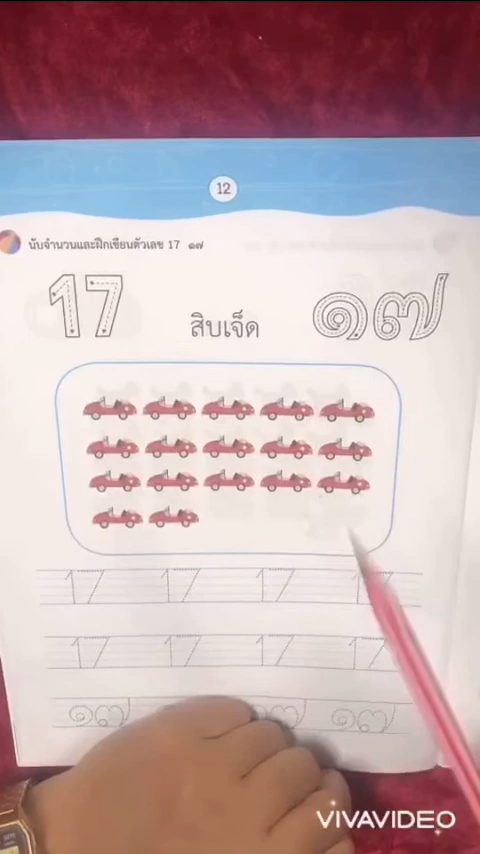 12
นับจำนวนและฝึกเขียนตัวเลข 17 ๑๗
17 สิบเจ็ด ๑๗
17 17 17 17
17 17 17 17
๑๗ ๑๗ ๑๗
VIVAVIDEO